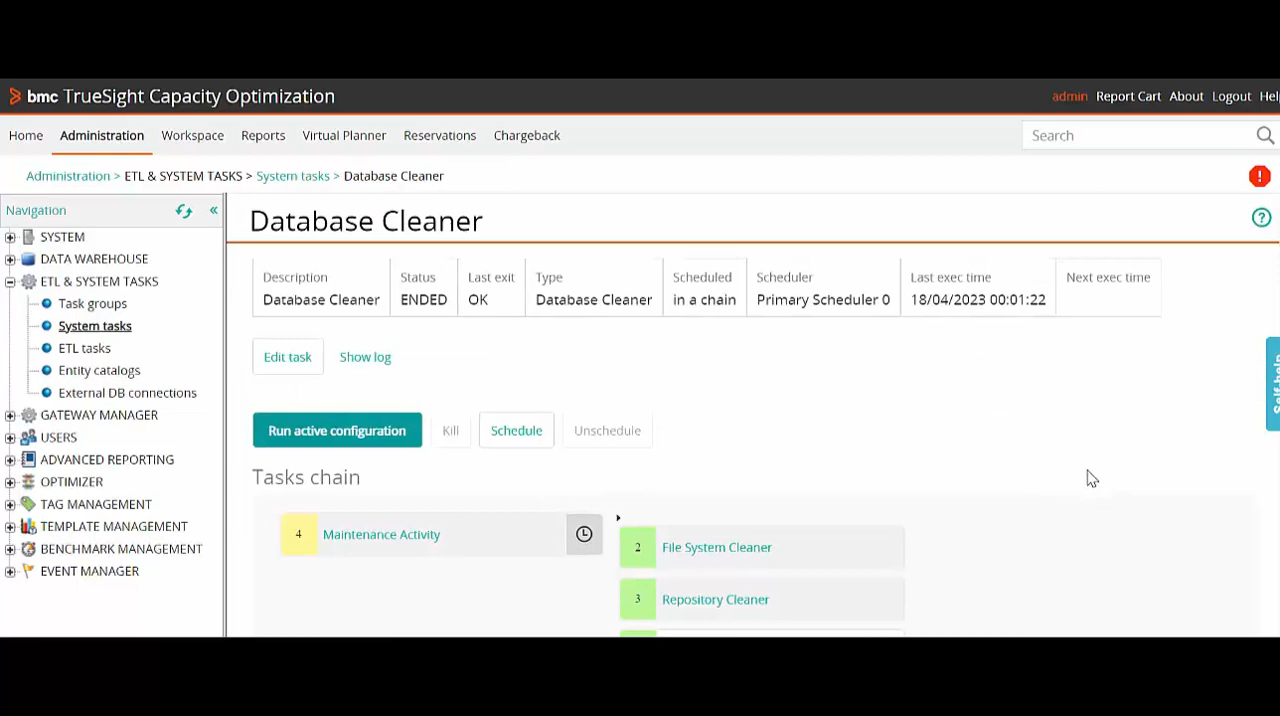 bmc TrueSight Capacity Optimization
admin Report Cart About Logout Hel
Home Administration Workspace Reports Virtual Planner Reservations Chargeback
Search
Administration > ETL & SYSTEM TASKS > System tasks > Database Cleaner
Navigation
SYSTEM
DATA WAREHOUSE
ETL & SYSTEM TASKS
Task groups
System tasks
ETL tasks
Entity catalogs
External DB connections
GATEWAY MANAGER
USERS
ADVANCED REPORTING
OPTIMIZER
TAG MANAGEMENT
TEMPLATE MANAGEMENT
BENCHMARK MANAGEMENT
EVENT MANAGER
Database Cleaner
Description Status Last exit Type Scheduled Scheduler Last exec time Next exec time
Database Cleaner ENDED OK Database Cleaner in a chain Primary Scheduler 0 18/04/2023 00:01:22
Edit task Show log
Run active configuration Kill Schedule Unschedule
Tasks chain
4 Maintenance Activity
2 File System Cleaner
3 Repository Cleaner
Self-help